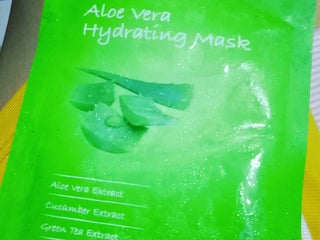 Aloe Vera
Hydrating Mask
Aloe Vera Extract
Cucumber Extract
Green Tea Extract